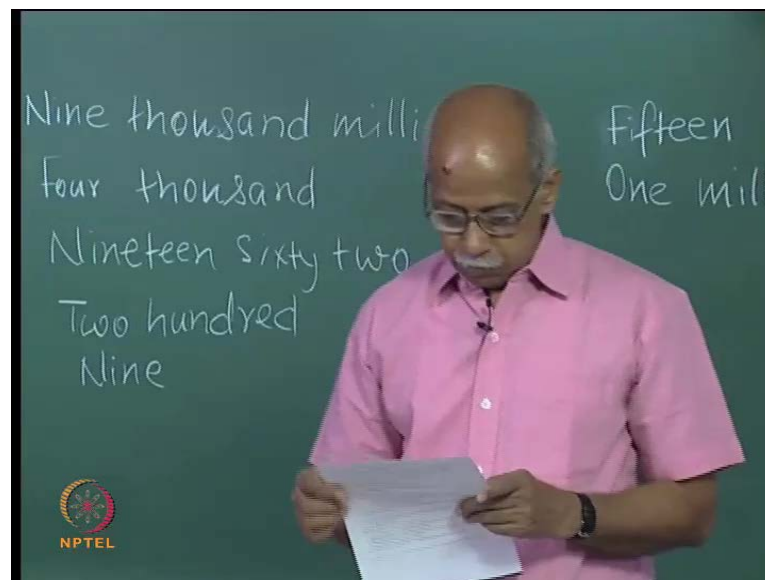 Nine thousand milli
Four thousand
Nineteen sixty two
Two hundred
Nine
Fifteen
One mil
NPTEL